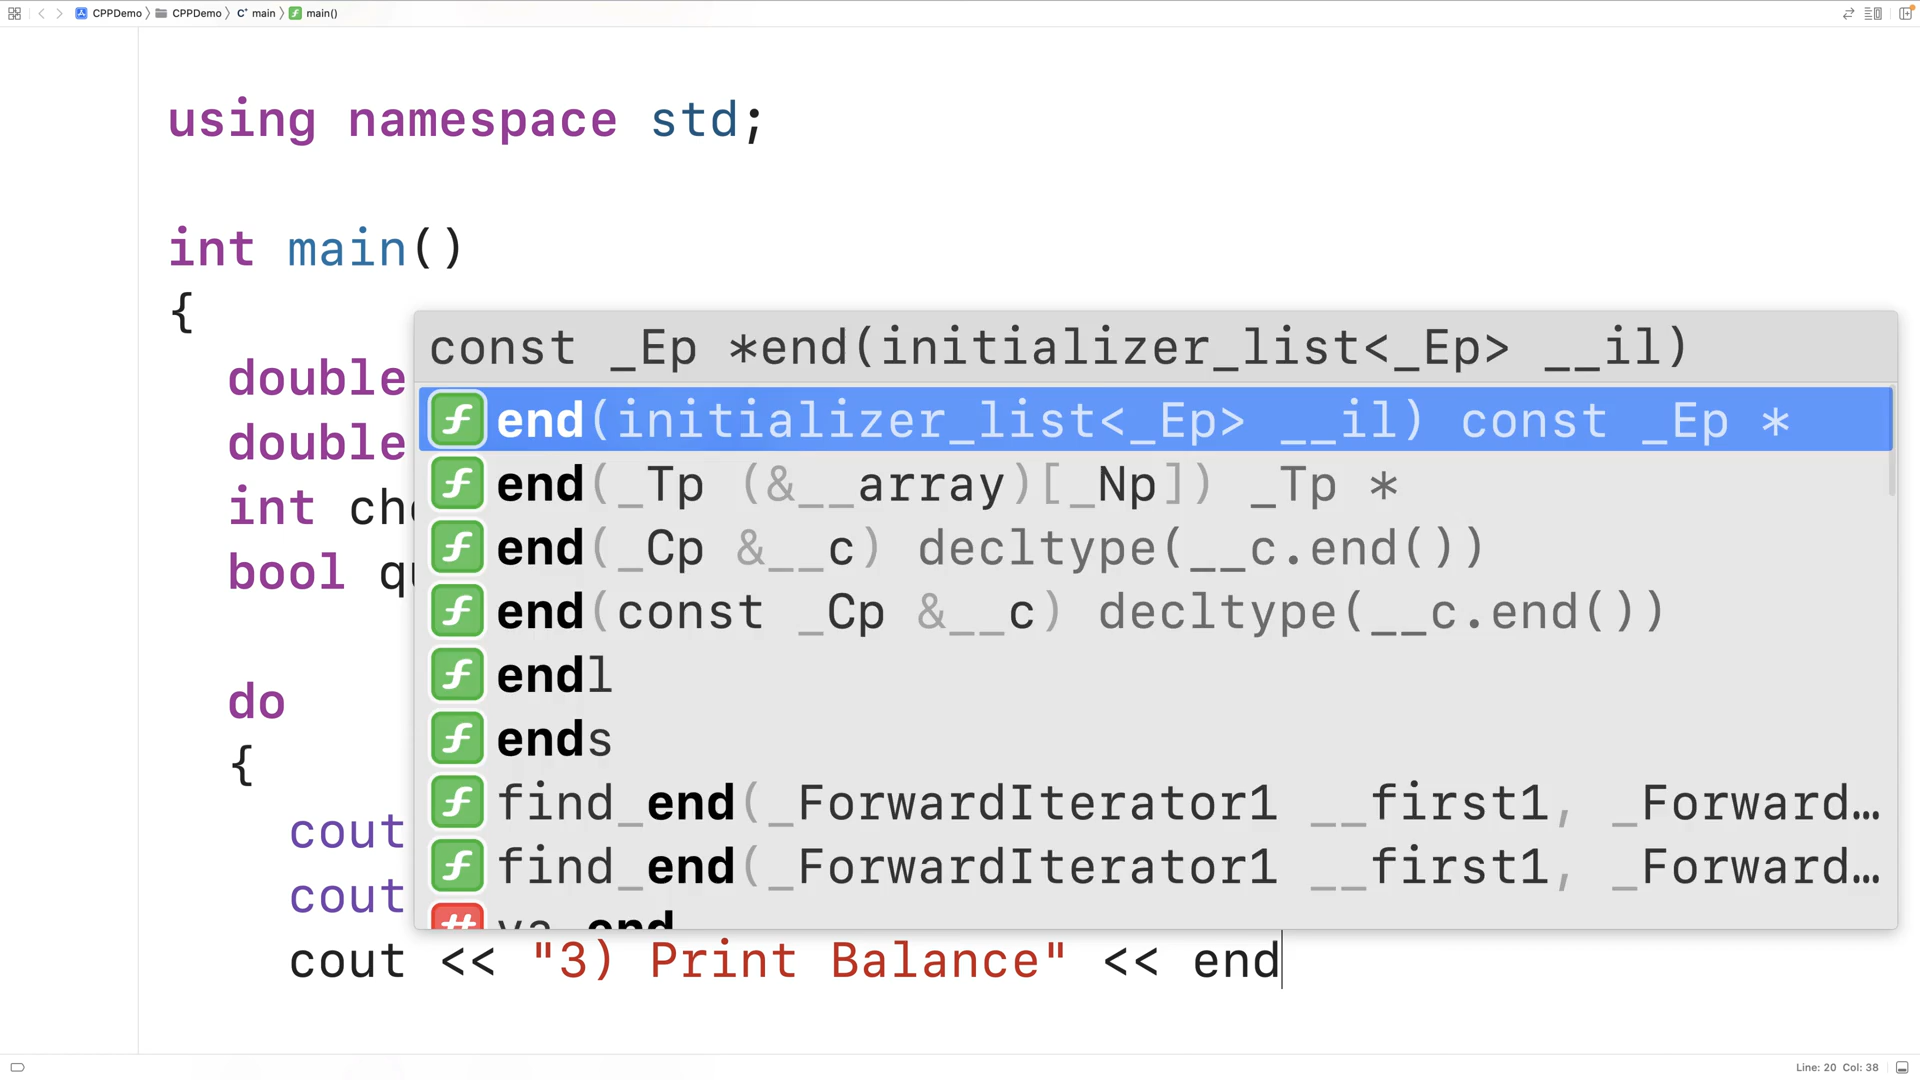 CPPDemo CPPDemo C+ main f main()
using namespace std;
int main()
{
const _Ep *end(initializer_list<_Ep> __il)
double
f end(initializer_list<_Ep> __il) const _Ep *
double
f end(_Tp (&__array)[_Np]) _Tp *
int cho
f end(_Cp &__c) decltype(__c.end())
bool qu
f end(const _Cp &__c) decltype(__c.end())
do
f endl
{
f ends
cout
f find_end(_ForwardIterator1 __first1, _Forward…
cout
f find_end(_ForwardIterator1 __first1, _Forward…
# va_end
cout << "3) Print Balance" << end
Line: 20 Col: 38